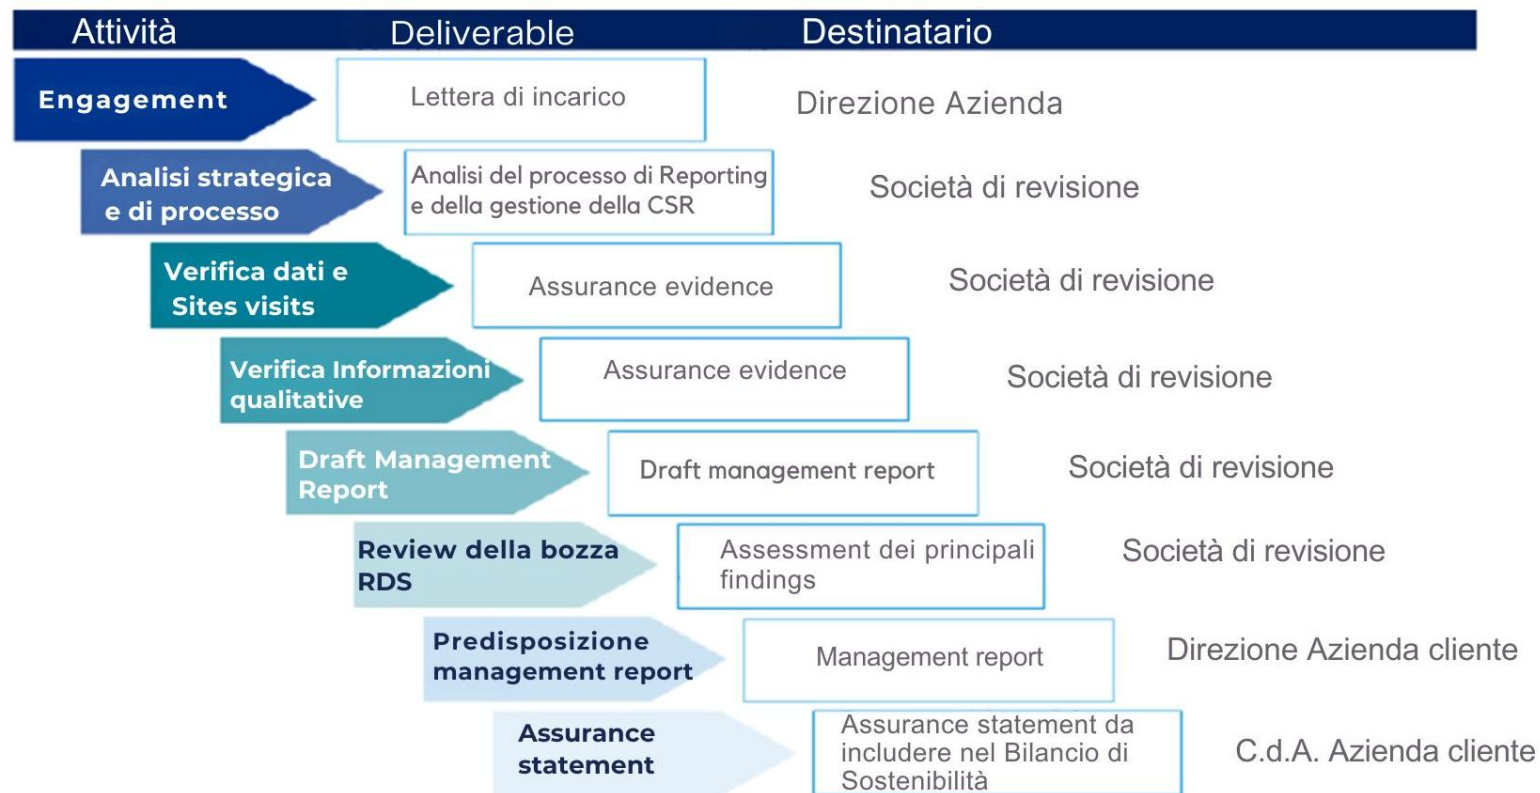 Attività Deliverable Destinatario
Engagement
Lettera di incarico
Direzione Azienda
Analisi strategica
e di processo
Analisi del processo di Reporting
e della gestione della CSR
Società di revisione
Verifica dati e
Sites visits
Assurance evidence
Società di revisione
Verifica Informazioni
qualitative
Assurance evidence
Società di revisione
Draft Management
Report
Draft management report
Società di revisione
Review della bozza
RDS
Assessment dei principali
findings
Società di revisione
Predisposizione
management report
Management report
Direzione Azienda cliente
Assurance
statement
Assurance statement da
includere nel Bilancio di
Sostenibilità
C.d.A. Azienda cliente